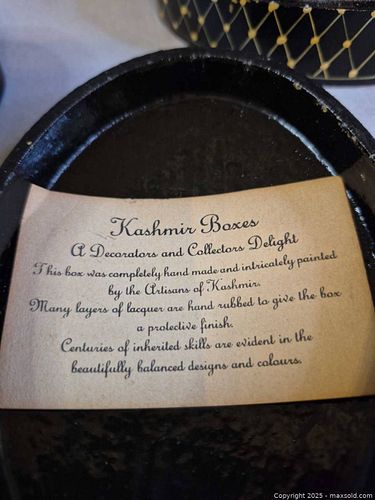 Kashmir Boxes
A Decorators and Collectors Delight
This box was completely hand made and intricately painted
by the Artisans of Kashmir.
Many layers of lacquer are hand rubbed to give the box
a protective finish.
Centuries of inherited skills are evident in the
beautifully balanced designs and colours.
Copyright 2025 - maxsold.com